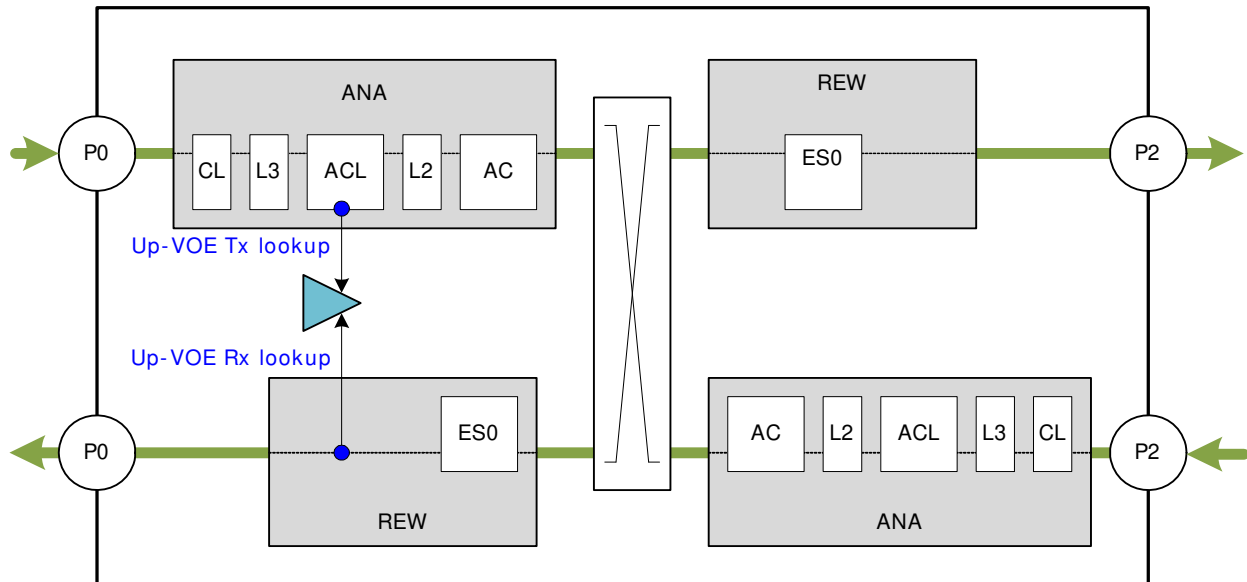 ANA
REW
P0
CL
L3
ACL
L2
AC
ES0
P2
Up-VOE Tx lookup
Up-VOE Rx lookup
P0
ES0
REW
AC
L2
ACL
L3
CL
P2
ANA